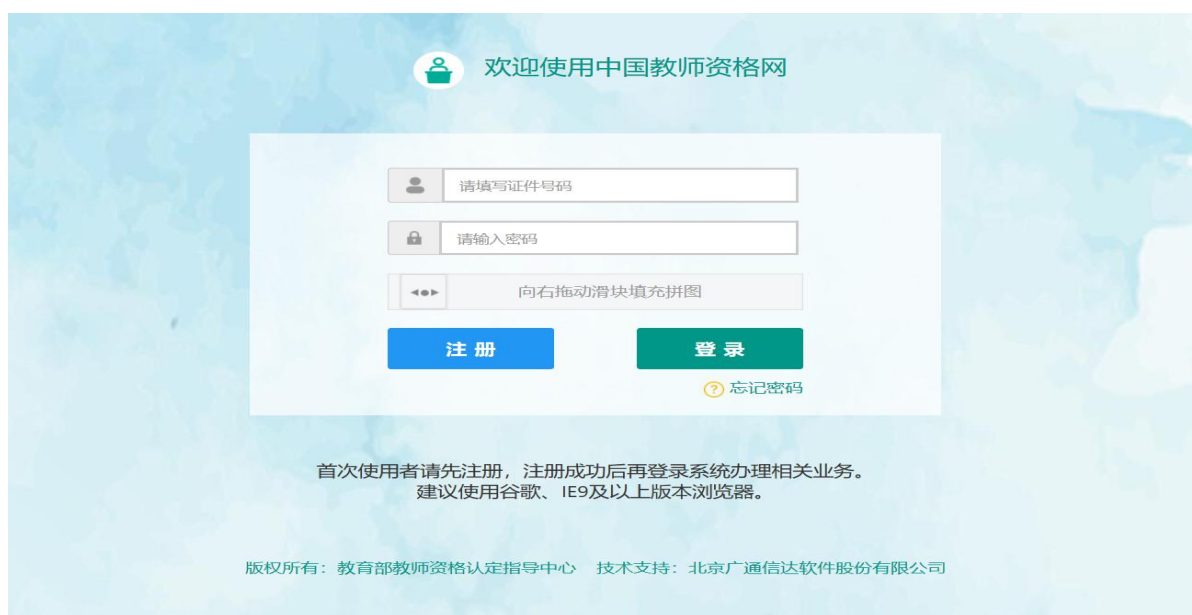 欢迎使用中国教师资格网
请填写证件号码
请输入密码
向右拖动滑块填充拼图
注 册 登 录
? 忘记密码
首次使用者请先注册，注册成功后再登录系统办理相关业务。
建议使用谷歌、IE9及以上版本浏览器。
版权所有：教育部教师资格认定指导中心 技术支持：北京广通信达软件股份有限公司